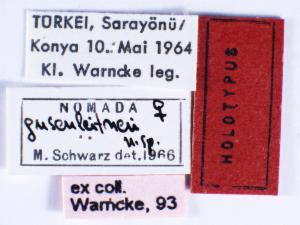 TÜRKEI, Sarayönü/
Konya 10. Mai 1964
Kl. Warncke leg.
NOMADA ♀
gusenleitneri
n.sp.
M. Schwarz det. 1966
HOLOTYPUS
ex coll.
Warncke, 93